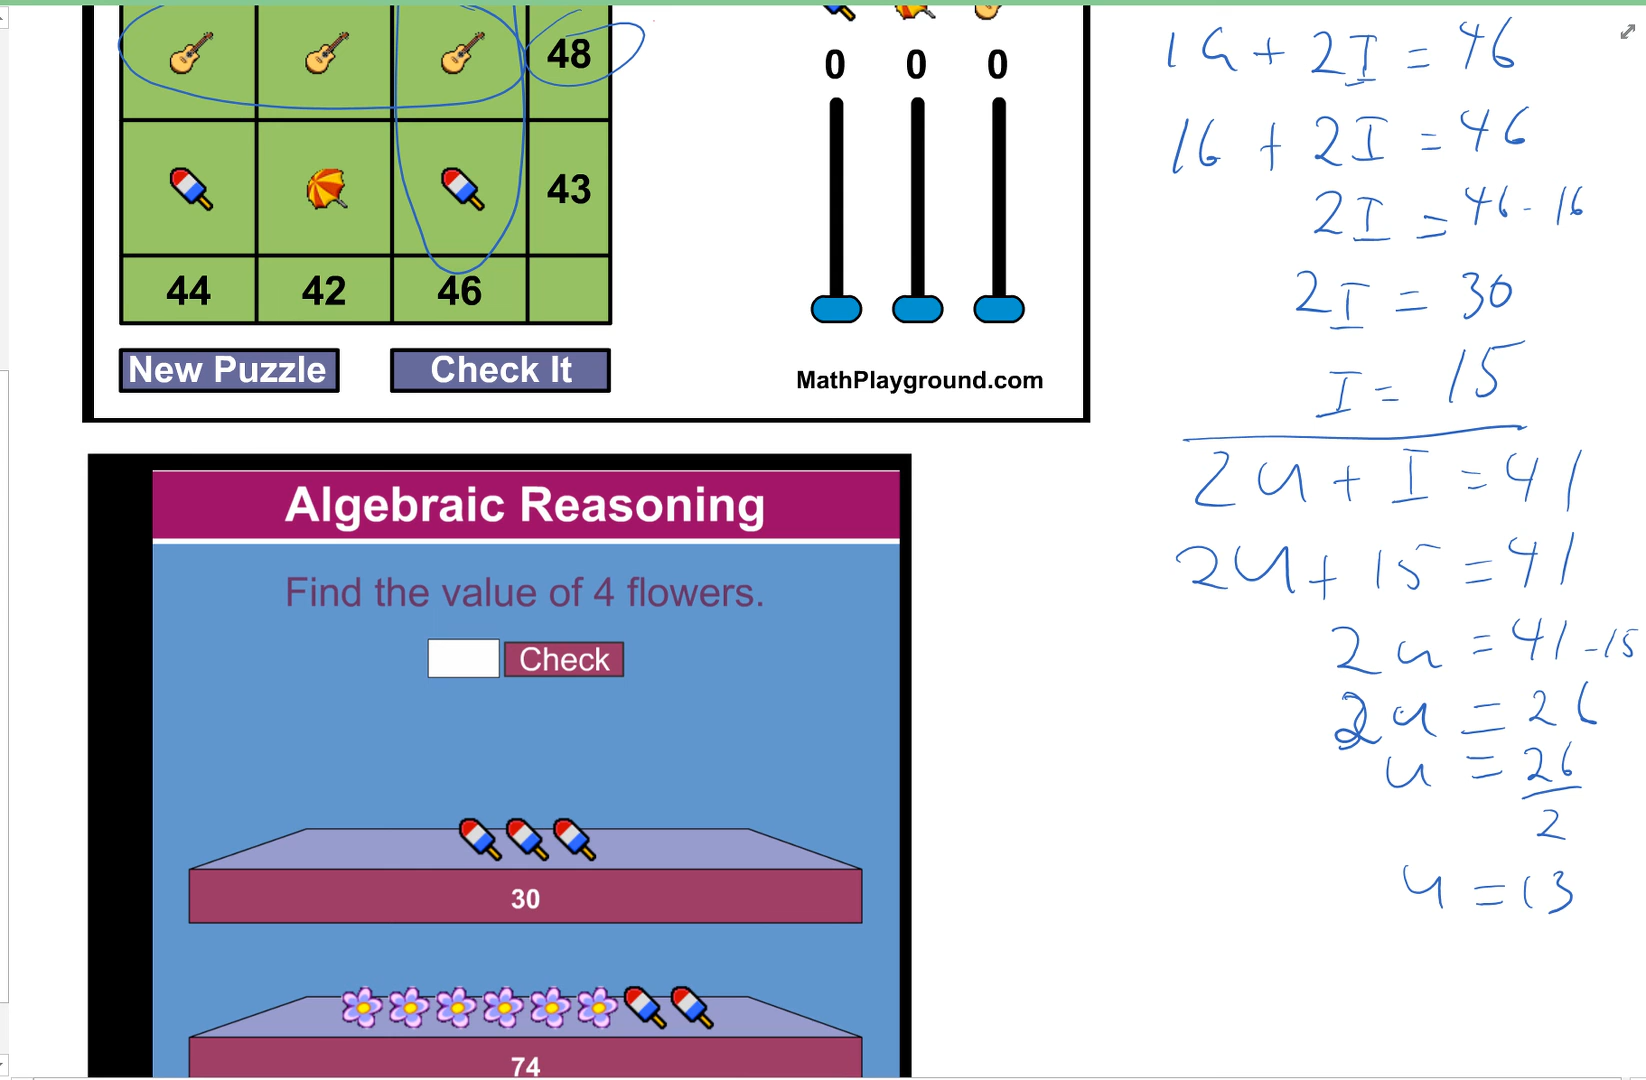 48
0 0 0
43
44 42 46
New Puzzle Check It
MathPlayground.com
Algebraic Reasoning
Find the value of 4 flowers.
Check
30
74
1G + 2I = 46
16 + 2I = 46
2I = 46 - 16
2I = 30
I = 15
2U + I = 41
2U + 15 = 41
2U = 41 - 15
2U = 26
U = 26
2
U = 13